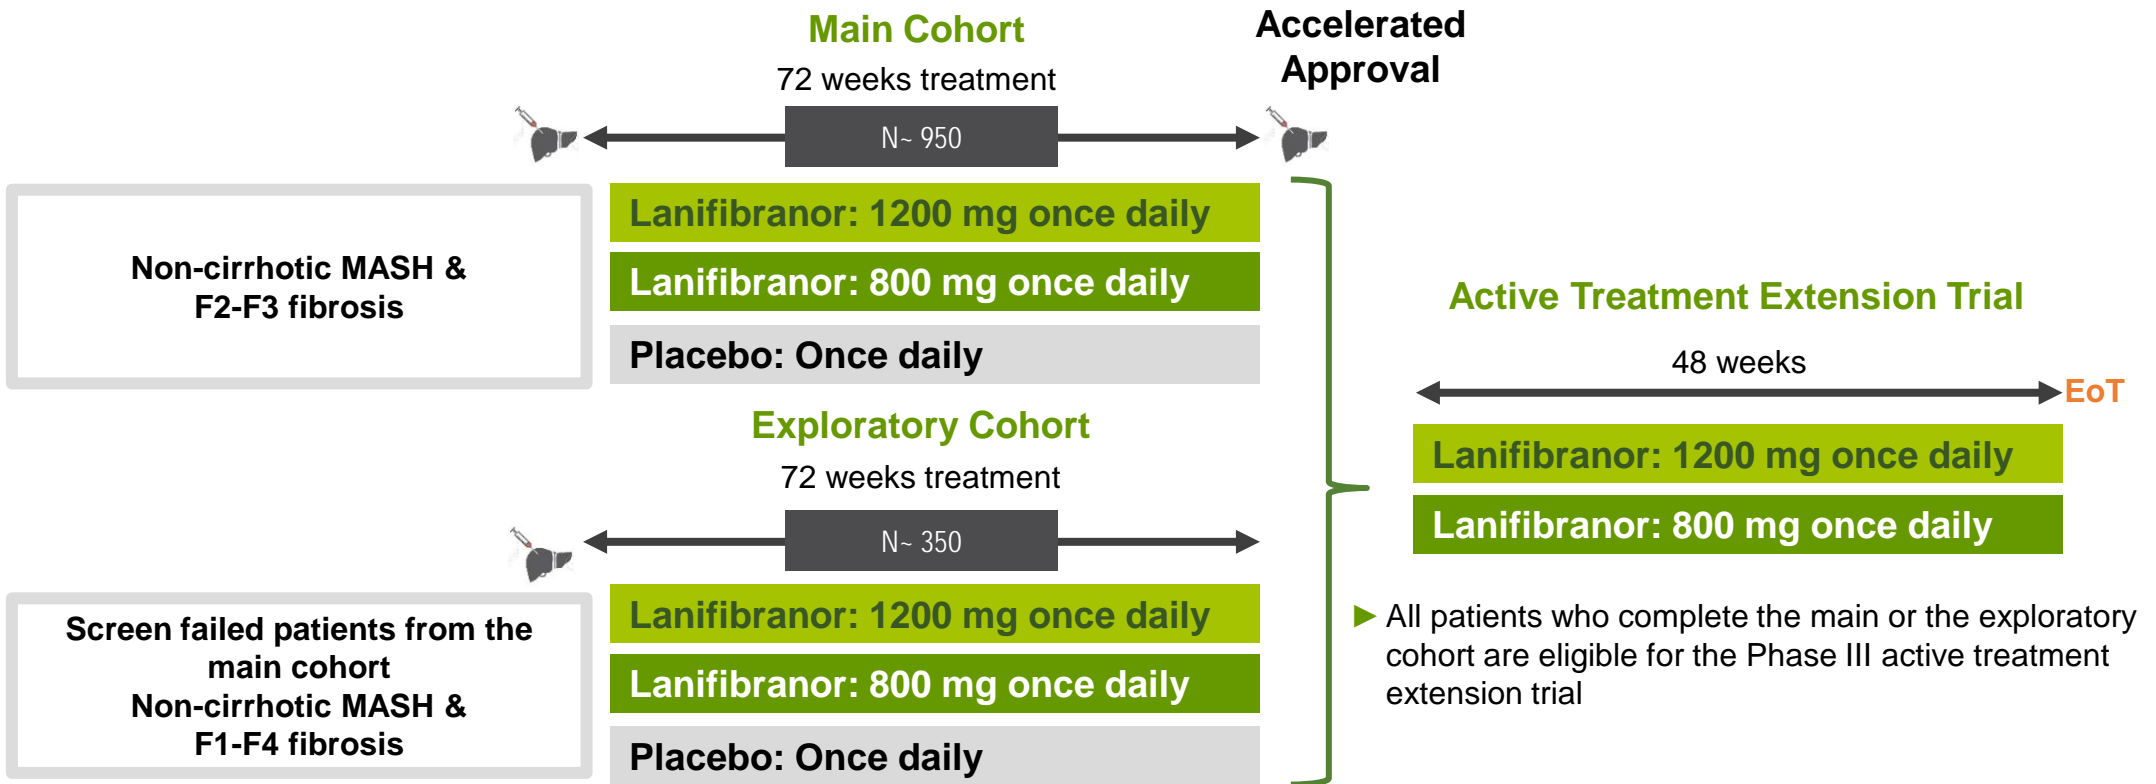 Main Cohort
72 weeks treatment
N~ 950
Accelerated
Approval
Non-cirrhotic MASH &
F2-F3 fibrosis
Lanifibranor: 1200 mg once daily
Lanifibranor: 800 mg once daily
Placebo: Once daily
Exploratory Cohort
72 weeks treatment
N~ 350
Screen failed patients from the
main cohort
Non-cirrhotic MASH &
F1-F4 fibrosis
Lanifibranor: 1200 mg once daily
Lanifibranor: 800 mg once daily
Placebo: Once daily
Active Treatment Extension Trial
48 weeks
EoT
Lanifibranor: 1200 mg once daily
Lanifibranor: 800 mg once daily
All patients who complete the main or the exploratory
cohort are eligible for the Phase III active treatment
extension trial